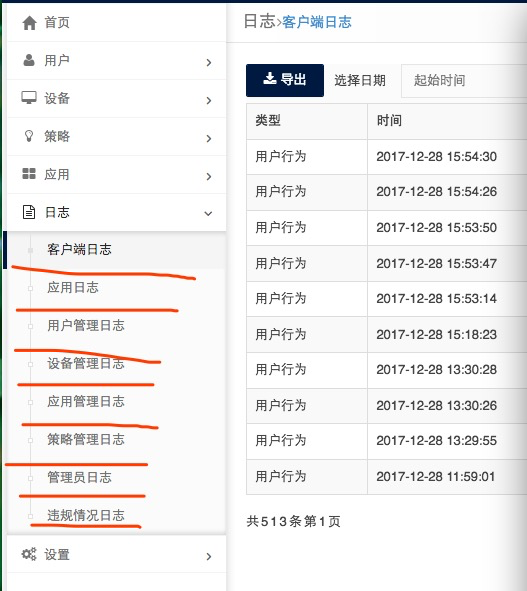 首页
用户
设备
策略
应用
日志
客户端日志
应用日志
用户管理日志
设备管理日志
应用管理日志
策略管理日志
管理员日志
违规情况日志
设置
日志>客户端日志
导出 选择日期 起始时间
类型 时间
用户行为 2017-12-28 15:54:30
用户行为 2017-12-28 15:54:26
用户行为 2017-12-28 15:53:50
用户行为 2017-12-28 15:53:47
用户行为 2017-12-28 15:53:14
用户行为 2017-12-28 15:18:23
用户行为 2017-12-28 13:30:28
用户行为 2017-12-28 13:30:26
用户行为 2017-12-28 13:29:55
用户行为 2017-12-28 11:59:01
共513条第1页